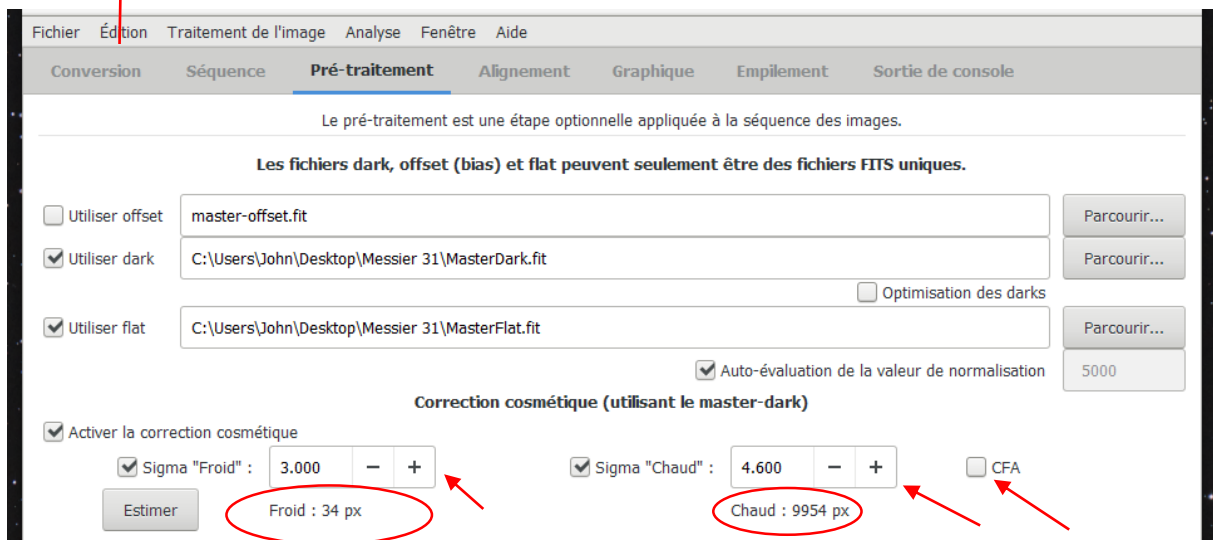 Fichier Édition Traitement de l'image Analyse Fenêtre Aide
Conversion Séquence Pré-traitement Alignement Graphique Empilement Sortie de console
Le pré-traitement est une étape optionnelle appliquée à la séquence des images.
Les fichiers dark, offset (bias) et flat peuvent seulement être des fichiers FITS uniques.
Utiliser offset master-offset.fit Parcourir...
Utiliser dark C:\Users\John\Desktop\Messier 31\MasterDark.fit Parcourir...
Optimisation des darks
Utiliser flat C:\Users\John\Desktop\Messier 31\MasterFlat.fit Parcourir...
Auto-évaluation de la valeur de normalisation 5000
Correction cosmétique (utilisant le master-dark)
Activer la correction cosmétique
Sigma "Froid" : 3.000 − + Sigma "Chaud" : 4.600 − + CFA
Estimer Froid : 34 px Chaud : 9954 px